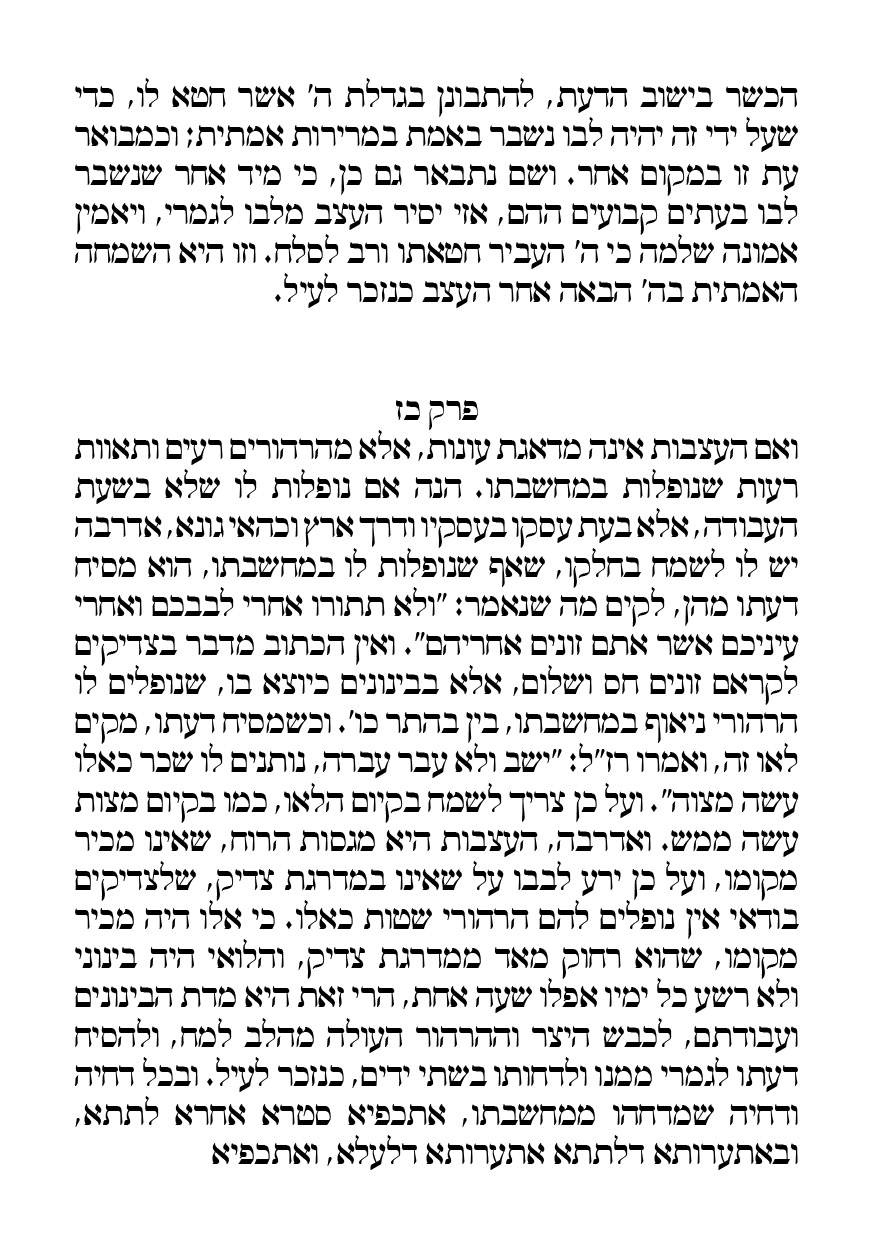 הכשר בישוב הדעת, להתבונן בגדלת ה' אשר חטא לו, כדי
שעל ידי זה יהיה לבו נשבר באמת במרירות אמתית; וכמבואר
עת זו במקום אחר. ושם נתבאר גם כן, כי מיד אחר שנשבר
לבו בעתים קבועים ההם, אזי יסיר העצב מלבו לגמרי, ויאמין
אמונה שלמה כי ה' העביר חטאתו ורב לסלח. וזו היא השמחה
האמתית בה' הבאה אחר העצב כנזכר לעיל.
פרק כז
ואם העצבות אינה מדאגת עונות, אלא מהרהורים רעים ותאוות
רעות שנופלות במחשבתו. הנה אם נופלות לו שלא בשעת
העבודה, אלא בעת עסקו בעסקיו ודרך ארץ וכהאי גונא, אדרבה
יש לו לשמח בחלקו, שאף שנופלות לו במחשבתו, הוא מסיח
דעתו מהן, לקים מה שנאמר: "ולא תתורו אחרי לבבכם ואחרי
עיניכם אשר אתם זונים אחריהם". ואין הכתוב מדבר בצדיקים
לקראם זונים חס ושלום, אלא בבינונים כיוצא בו, שנופלים לו
הרהורי ניאוף במחשבתו, בין בהתר כו'. וכשמסיח דעתו, מקים
לאו זה, ואמרו רז"ל: "ישב ולא עבר עברה, נותנים לו שכר כאלו
עשה מצוה". ועל כן צריך לשמח בקיום הלאו, כמו בקיום מצות
עשה ממש. ואדרבה, העצבות היא מגסות הרוח, שאינו מכיר
מקומו, ועל כן ירע לבבו על שאינו במדרגת צדיק, שלצדיקים
בודאי אין נופלים להם הרהורי שטות כאלו. כי אלו היה מכיר
מקומו, שהוא רחוק מאד ממדרגת צדיק, והלואי היה בינוני
ולא רשע כל ימיו אפלו שעה אחת, הרי זאת היא מדת הבינונים
ועבודתם, לכבש היצר וההרהור העולה מהלב למח, ולהסיח
דעתו לגמרי ממנו ולדחותו בשתי ידים, כנזכר לעיל. ובכל דחיה
ודחיה שמדחהו ממחשבתו, אתכפיא סטרא אחרא לתתא,
ובאתערותא דלתתא אתערותא דלעלא, ואתכפיא